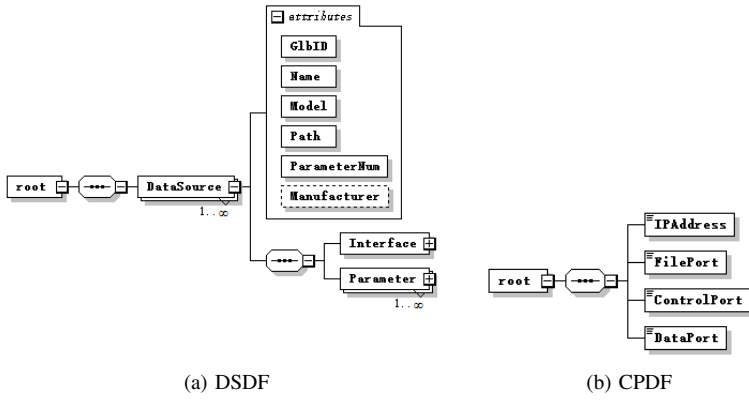 attributes
GlbID
Name
Model
Path
ParameterNum
Manufacturer
root
DataSource
1..∞
Interface
Parameter
1..∞
(a) DSDF
root
IPAddress
FilePort
ControlPort
DataPort
(b) CPDF